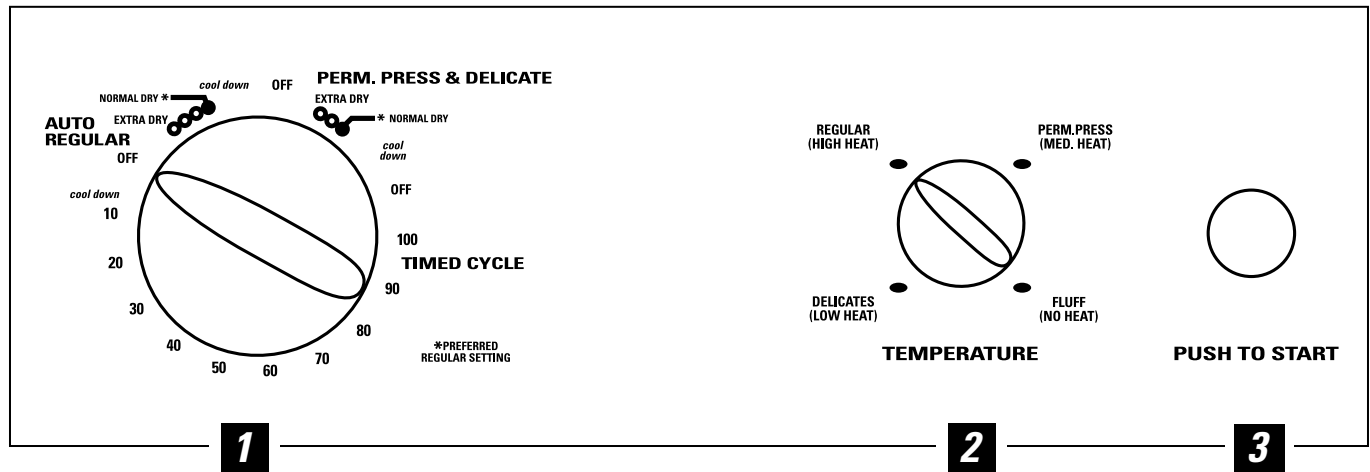 cool down
OFF
PERM. PRESS & DELICATE
NORMAL DRY *
EXTRA DRY
EXTRA DRY
* NORMAL DRY
AUTO
REGULAR
OFF
cool
down
cool down
OFF
10
20
30
40
50
60
70
80
90
100
TIMED CYCLE
*PREFERRED
REGULAR SETTING
REGULAR
(HIGH HEAT)
PERM.PRESS
(MED. HEAT)
DELICATES
(LOW HEAT)
FLUFF
(NO HEAT)
TEMPERATURE
PUSH TO START
1
2
3